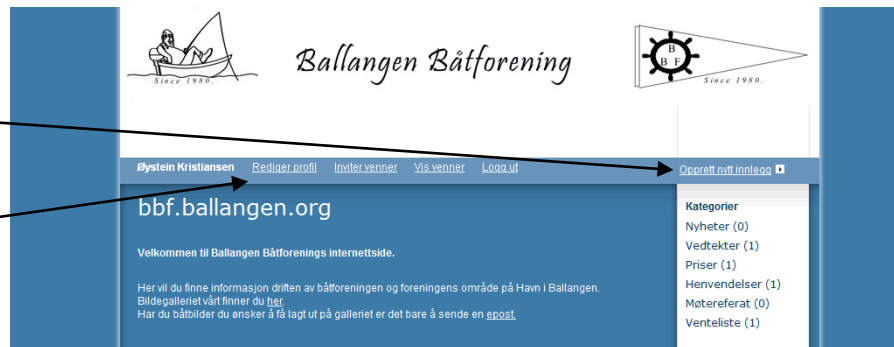 Since 1980.
Ballangen Båtforening
B
B F
Since 1980.
Øystein Kristiansen Rediger profil Inviter venner Vis venner Logg ut
Opprett nytt innlegg
bbf.ballangen.org
Velkommen til Ballangen Båtforenings internettside.
Her vil du finne informasjon driften av båtforeningen og foreningens område på Havn i Ballangen.
Bildegalleriet vårt finner du her.
Har du båtbilder du ønsker å få lagt ut på galleriet er det bare å sende en epost.
Kategorier
Nyheter (0)
Vedtekter (1)
Priser (1)
Henvendelser (1)
Møtereferat (0)
Venteliste (1)